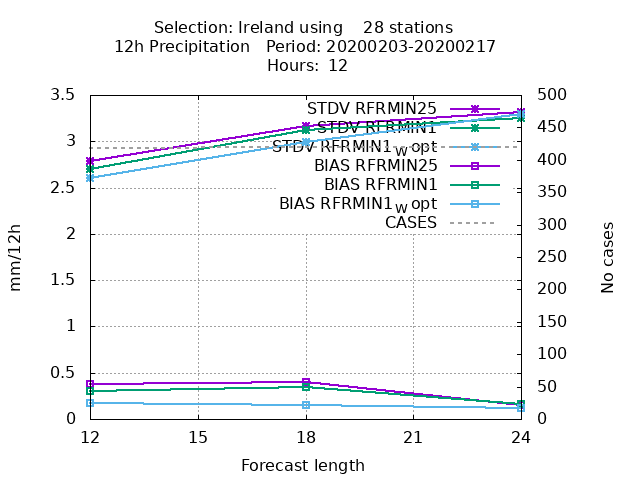 Selection: Ireland using    28 stations
12h Precipitation   Period: 20200203-20200217
Hours:  12
3.5
3
2.5
2
1.5
1
0.5
0
500
450
400
350
300
250
200
150
100
50
0
STDV RFRMIN25
STDV RFRMIN1
STDV RFRMIN1_W opt
BIAS RFRMIN25
BIAS RFRMIN1
BIAS RFRMIN1_W opt
CASES
mm/12h
No cases
12 15 18 21 24
Forecast length